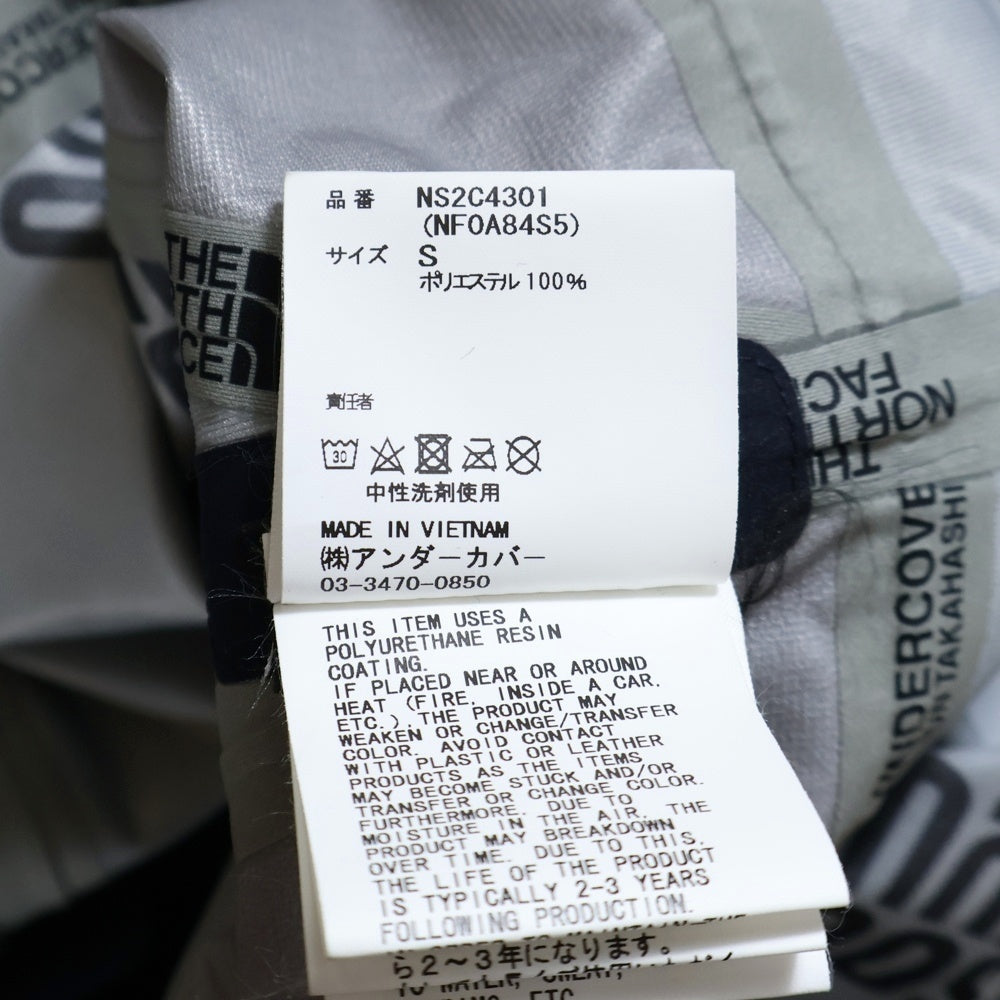 品番 NS2C4301
(NF0A84S5)
サイズ S
ポリエステル 100%
責任者
30
中性洗剤使用
MADE IN VIETNAM
㈱アンダーカバー
03-3470-0850
THIS ITEM USES A
POLYURETHANE RESIN
COATING.
IF PLACED NEAR OR AROUND
HEAT (FIRE, INSIDE A CAR.
ETC.),THE PRODUCT MAY
WEAKEN OR CHANGE/TRANSFER
COLOR. AVOID CONTACT
WITH PLASTIC OR LEATHER
PRODUCTS AS THE ITEMS
MAY BECOME STUCK AND/OR
TRANSFER OR CHANGE COLOR.
FURTHERMORE. DUE TO
MOISTURE IN THE AIR, THE
PRODUCT MAY BREAKDOWN
OVER TIME. DUE TO THIS,
THE LIFE OF THE PRODUCT
IS TYPICALLY 2-3 YEARS
FOLLOWING PRODUCTION.
ら2～3年になります。
ETC
THE
NORTH
FACE
UNDERCOVE
TAKAHASHI